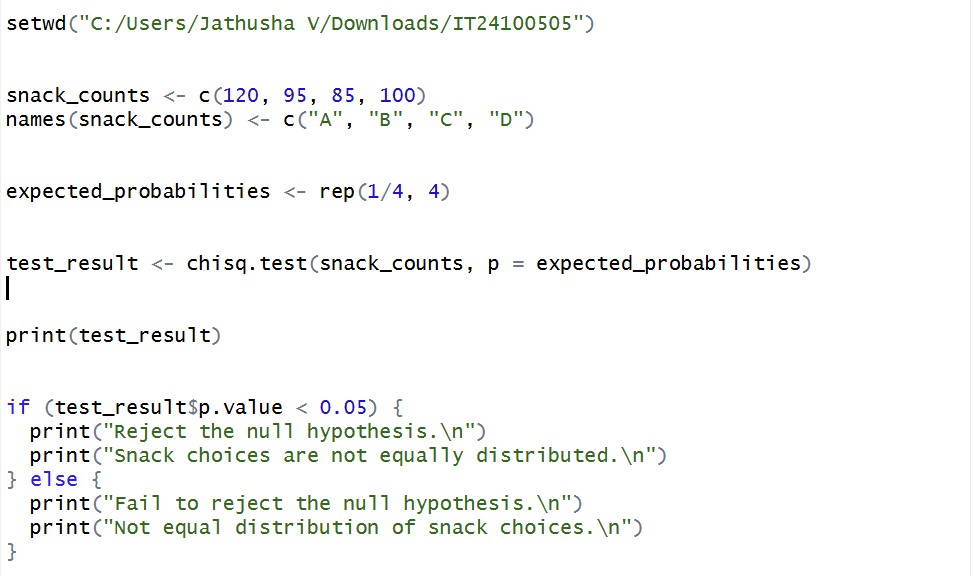 setwd("C:/Users/Jathusha V/Downloads/IT24100505")
snack_counts <- c(120, 95, 85, 100)
names(snack_counts) <- c("A", "B", "C", "D")
expected_probabilities <- rep(1/4, 4)
test_result <- chisq.test(snack_counts, p = expected_probabilities)
print(test_result)
if (test_result$p.value < 0.05) {
  print("Reject the null hypothesis.\n")
  print("Snack choices are not equally distributed.\n")
} else {
  print("Fail to reject the null hypothesis.\n")
  print("Not equal distribution of snack choices.\n")
}